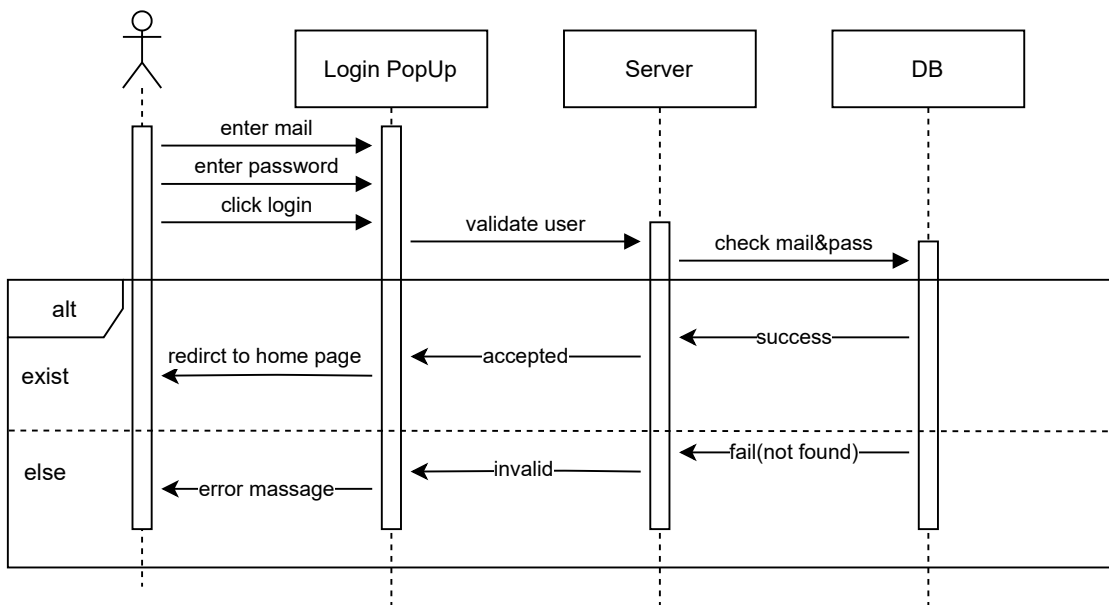 Login PopUp
Server
DB
enter mail
enter password
click login
validate user
check mail&pass
alt
success
accepted
redirct to home page
exist
fail(not found)
invalid
else
error massage